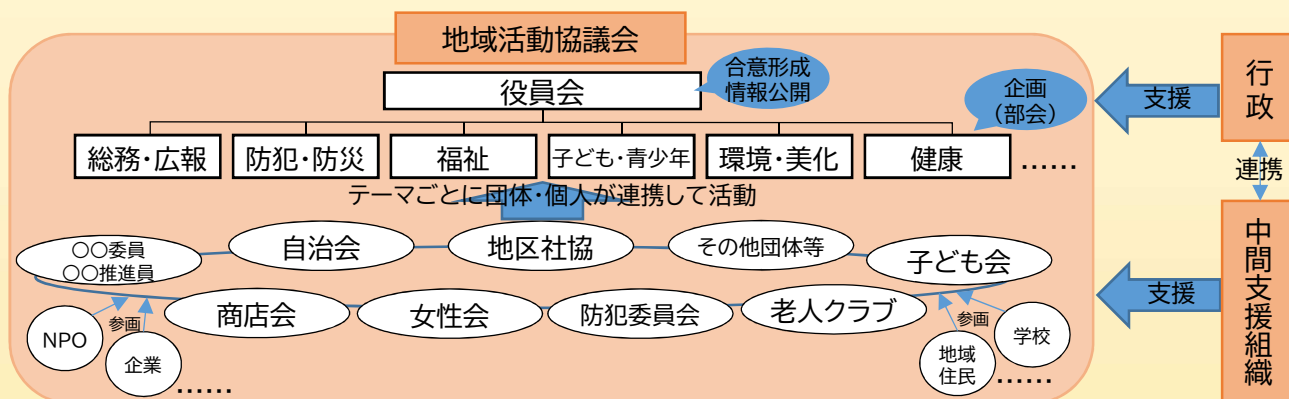 地域活動協議会
役員会
合意形成
情報公開
企画
（部会）
総務・広報
防犯・防災
福祉
子ども・青少年
環境・美化
健康
……
テーマごとに団体・個人が連携して活動
〇〇委員
〇〇推進員
自治会
地区社協
その他団体等
子ども会
商店会
女性会
防犯委員会
老人クラブ
NPO
参画
企業
……
参画
地域
住民
学校
……
支援
行政
連携
支援
中間支援組織